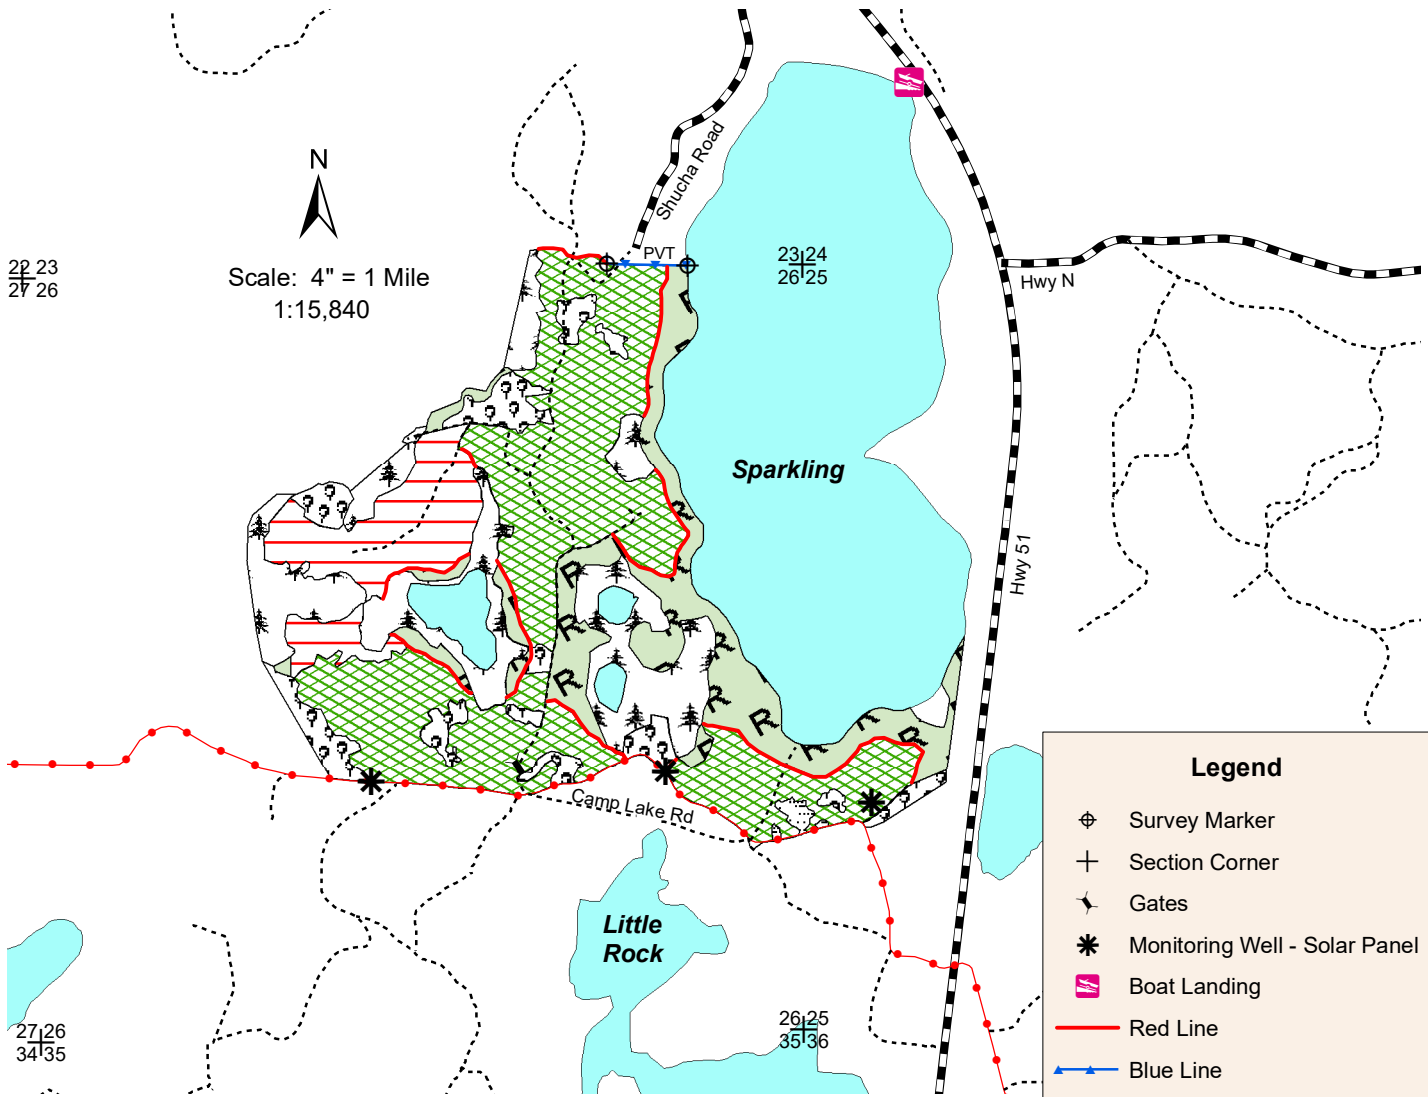 N
Scale: 4" = 1 Mile
1:15,840
22 23
27 26
Shucha Road
PVT
23 24
26 25
Hwy N
Sparkling
Hwy 51
R
R
R
R
R
R
R
R
R
R
R
Camp Lake Rd
Little
Rock
27 26
34 35
26 25
35 36
Legend
Survey Marker
Section Corner
Gates
Monitoring Well - Solar Panel
Boat Landing
Red Line
Blue Line